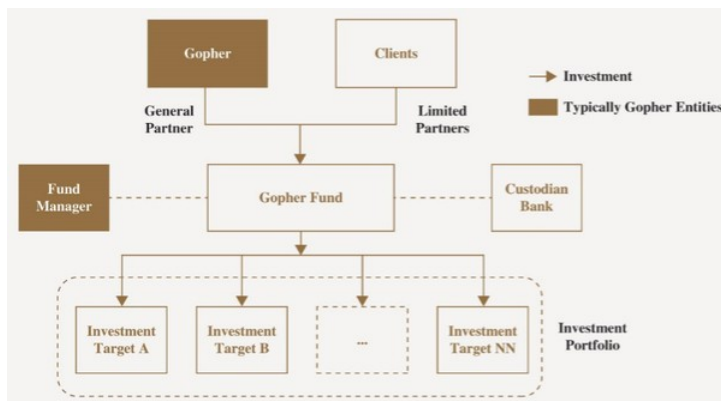 Gopher
Clients
Investment
Typically Gopher Entities
General
Partner
Limited
Partners
Fund
Manager
Gopher Fund
Custodian
Bank
Investment
Target A
Investment
Target B
...
Investment
Target NN
Investment
Portfolio